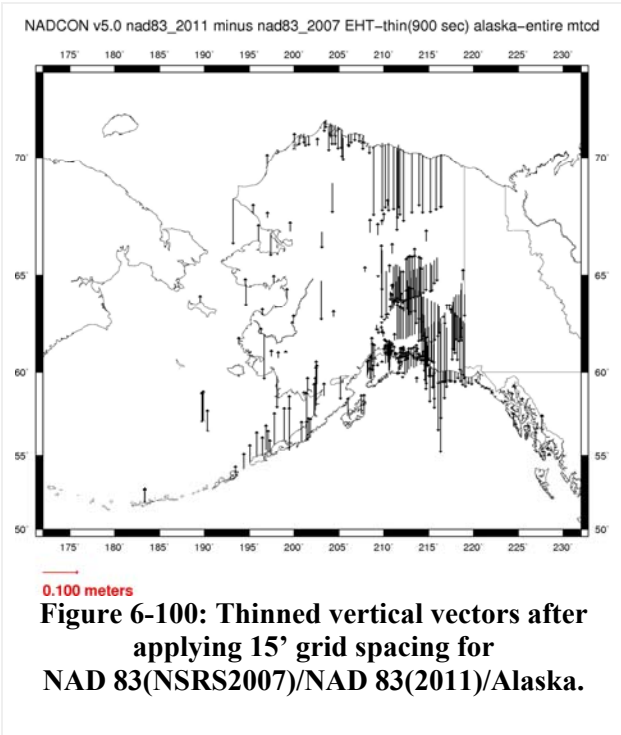 NADCON v5.0 nad83_2011 minus nad83_2007 EHT−thin(900 sec) alaska−entire mtcd
175˚ 180˚ 185˚ 190˚ 195˚ 200˚ 205˚ 210˚ 215˚ 220˚ 225˚ 230˚
70˚ 70˚
65˚ 65˚
60˚ 60˚
55˚ 55˚
50˚ 50˚
175˚ 180˚ 185˚ 190˚ 195˚ 200˚ 205˚ 210˚ 215˚ 220˚ 225˚ 230˚
0.100 meters
Figure 6-100: Thinned vertical vectors after
applying 15’ grid spacing for
NAD 83(NSRS2007)/NAD 83(2011)/Alaska.